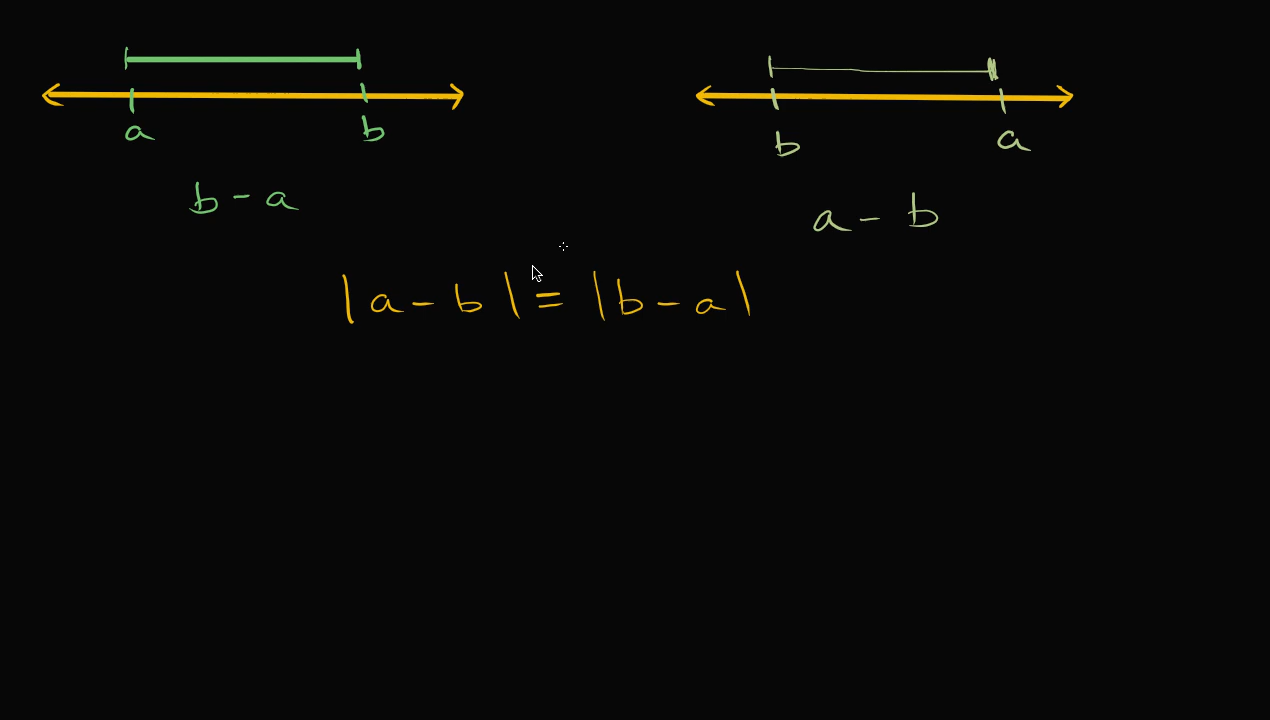 a b
b a
b - a
a - b
|a - b| = |b - a|